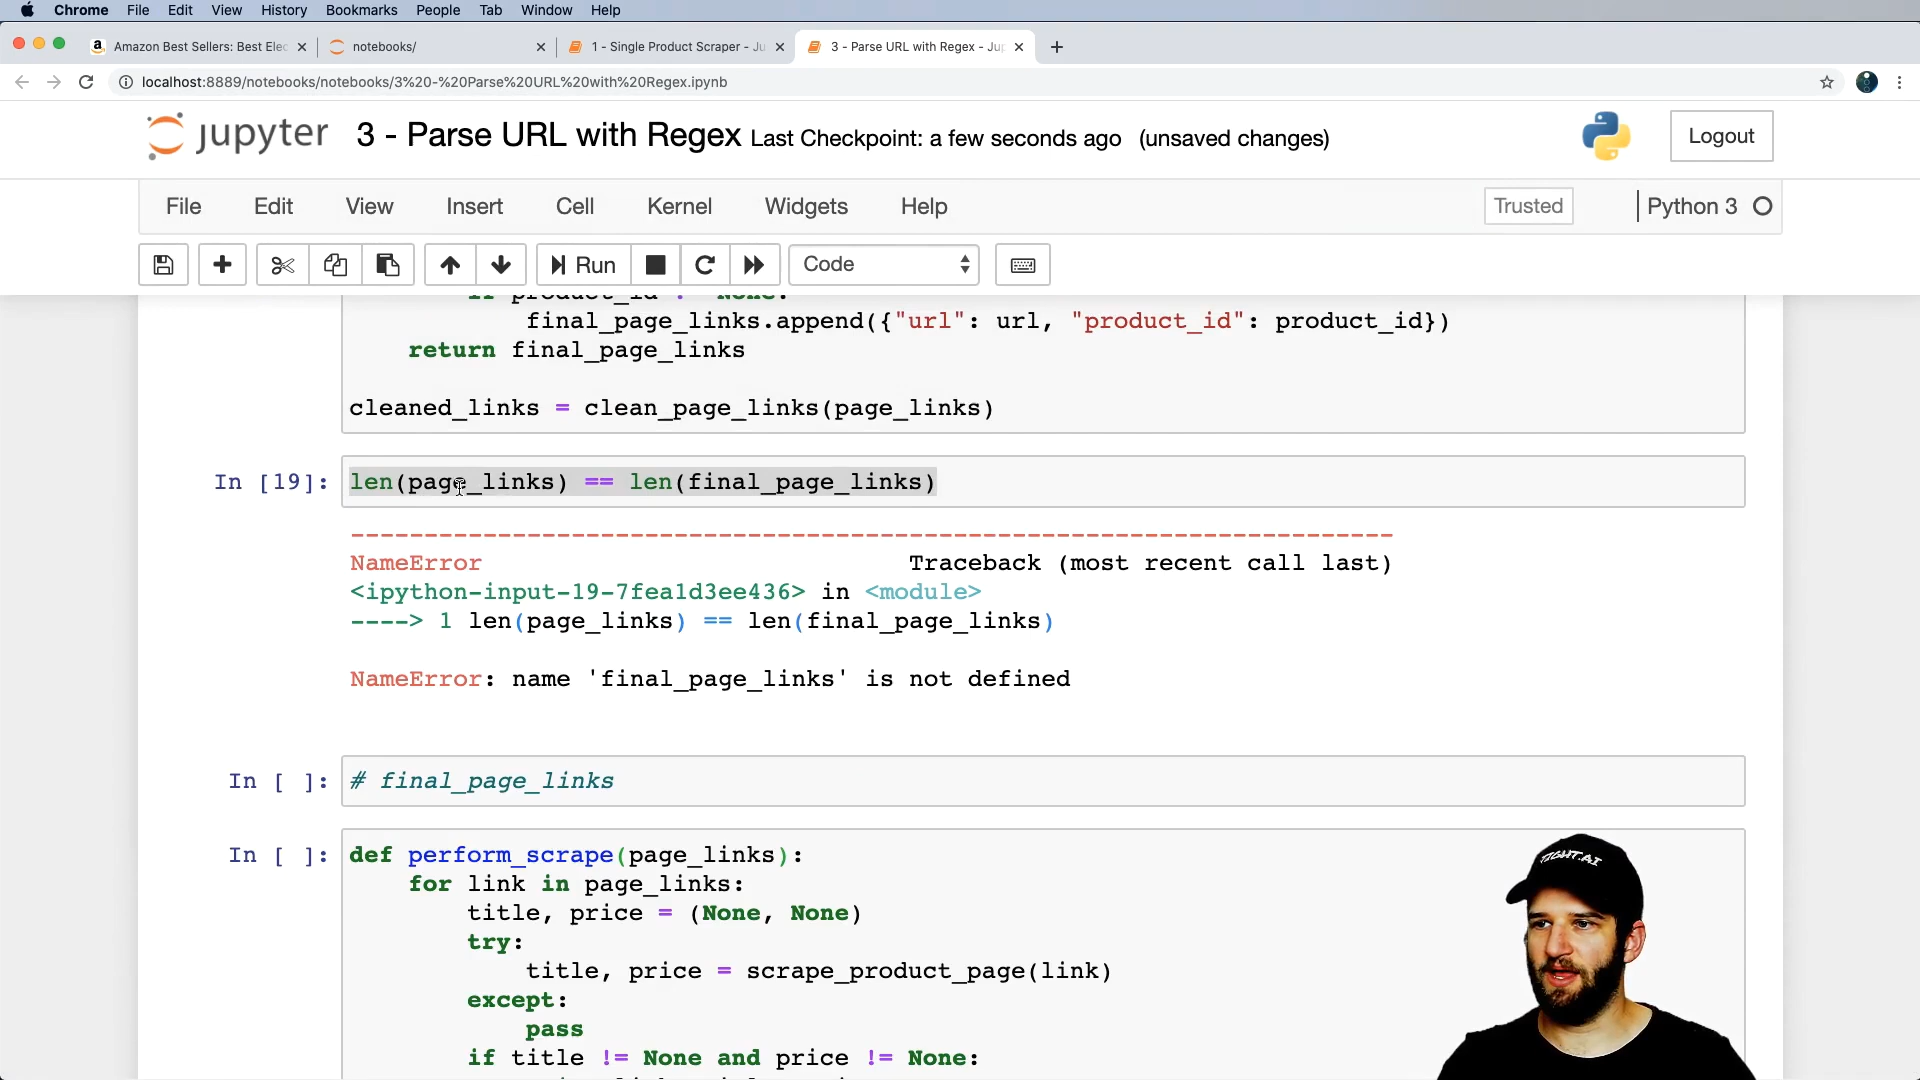 Chrome File Edit View History Bookmarks People Tab Window Help
Amazon Best Sellers: Best Elec
notebooks/
1 - Single Product Scraper - Ju
3 - Parse URL with Regex - Jup
localhost:8889/notebooks/notebooks/3%20-%20Parse%20URL%20with%20Regex.ipynb
jupyter 3 - Parse URL with Regex Last Checkpoint: a few seconds ago (unsaved changes)
Logout
File Edit View Insert Cell Kernel Widgets Help
Trusted
Python 3
Run
Code
final_page_links.append({"url": url, "product_id": product_id})
return final_page_links
cleaned_links = clean_page_links(page_links)
In [19]: len(page_links) == len(final_page_links)
---------------------------------------------------------------------------
NameError Traceback (most recent call last)
<ipython-input-19-7fea1d3ee436> in <module>
----> 1 len(page_links) == len(final_page_links)
NameError: name 'final_page_links' is not defined
In [ ]: # final_page_links
In [ ]: def perform_scrape(page_links):
for link in page_links:
title, price = (None, None)
try:
title, price = scrape_product_page(link)
except:
pass
if title != None and price != None:
TIGHT.AI